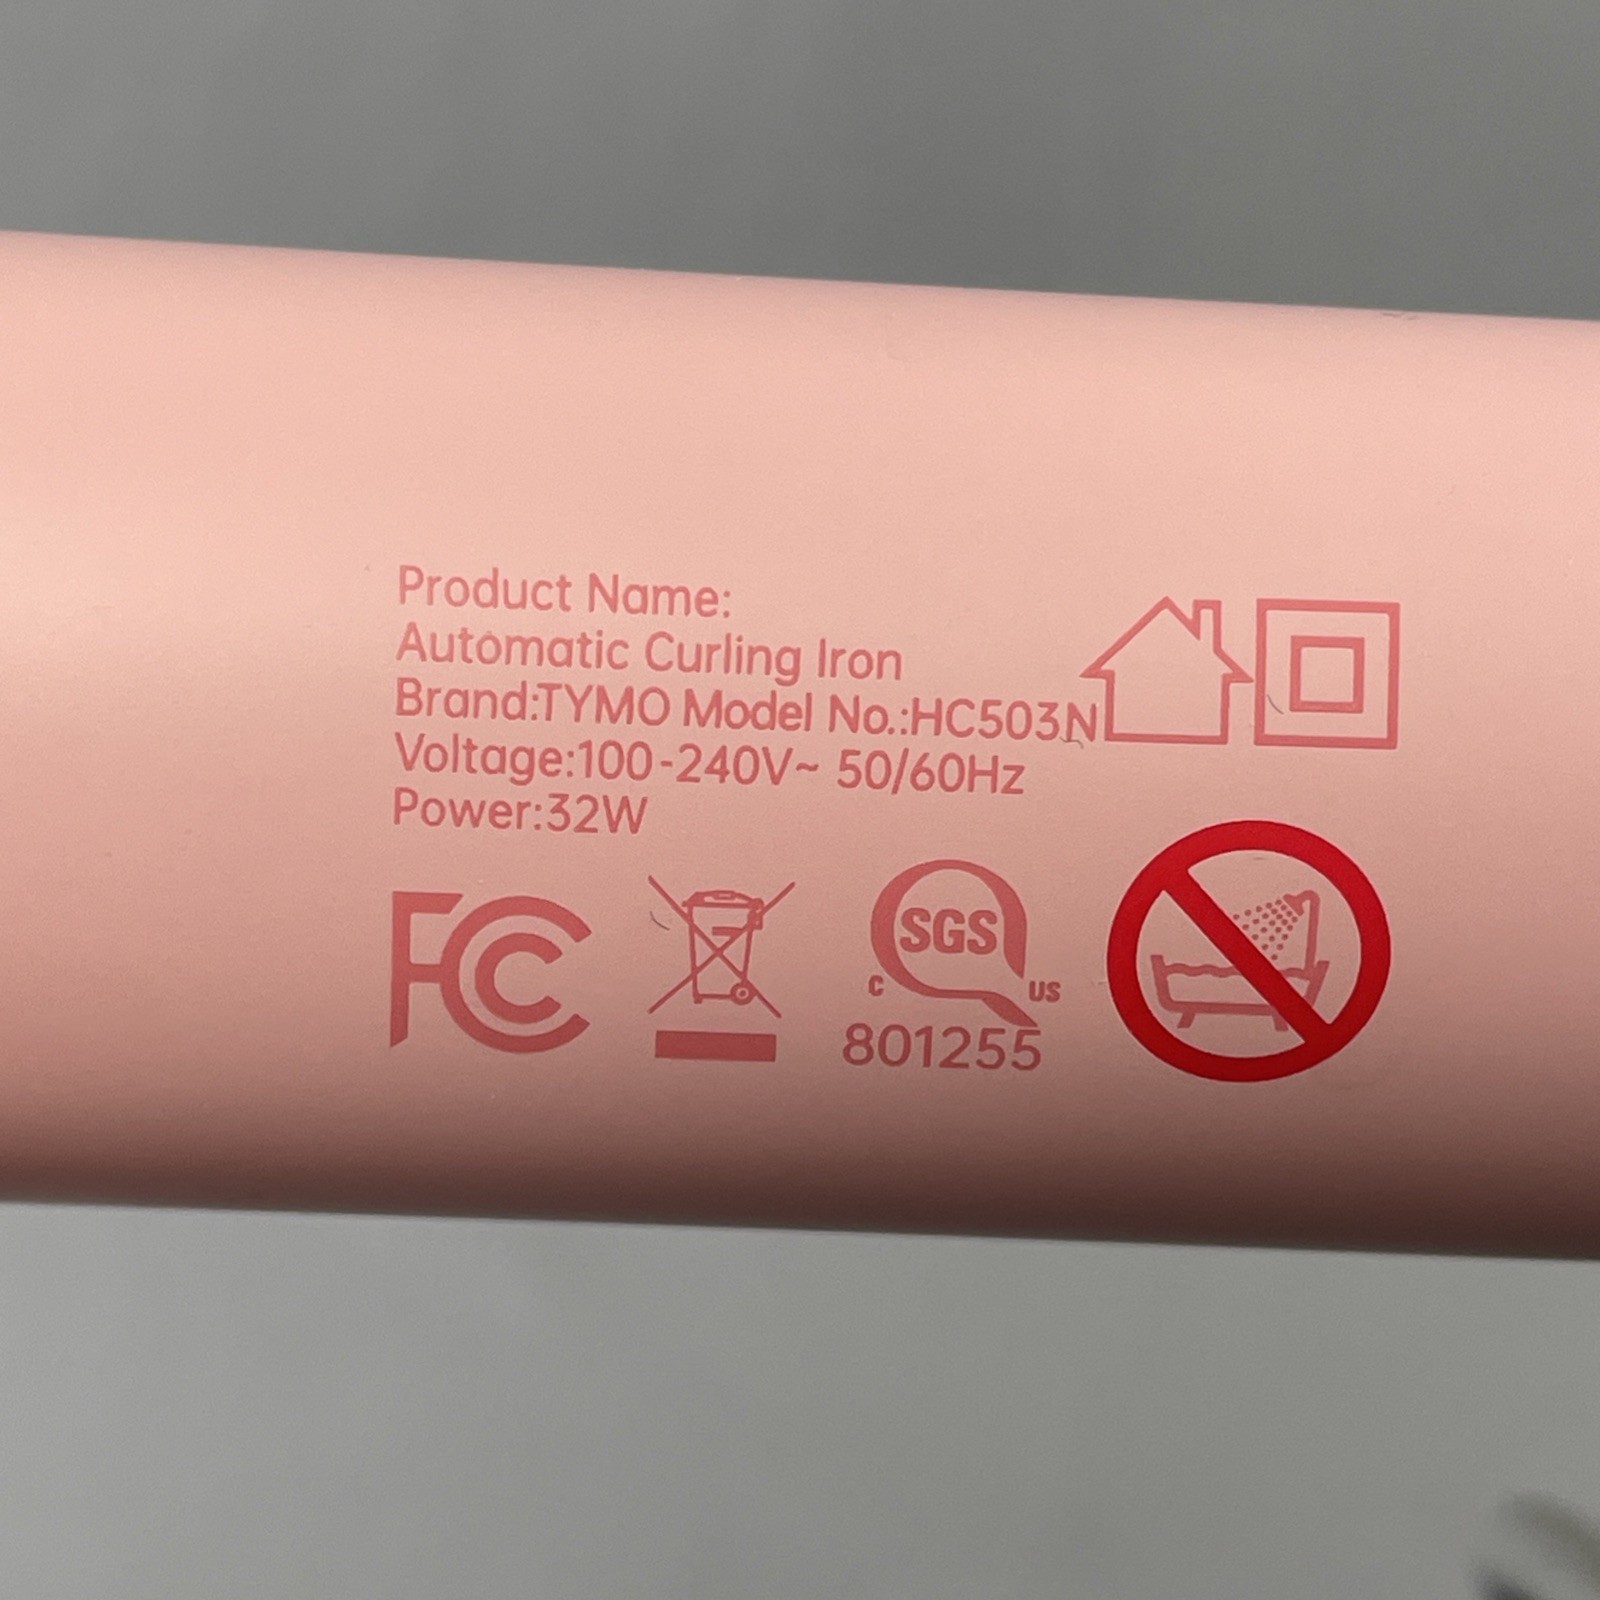 Product Name:
Automatic Curling Iron
Brand:TYMO Model No.:HC503N
Voltage:100-240V~ 50/60Hz
Power:32W
FC
SGS
C US
801255